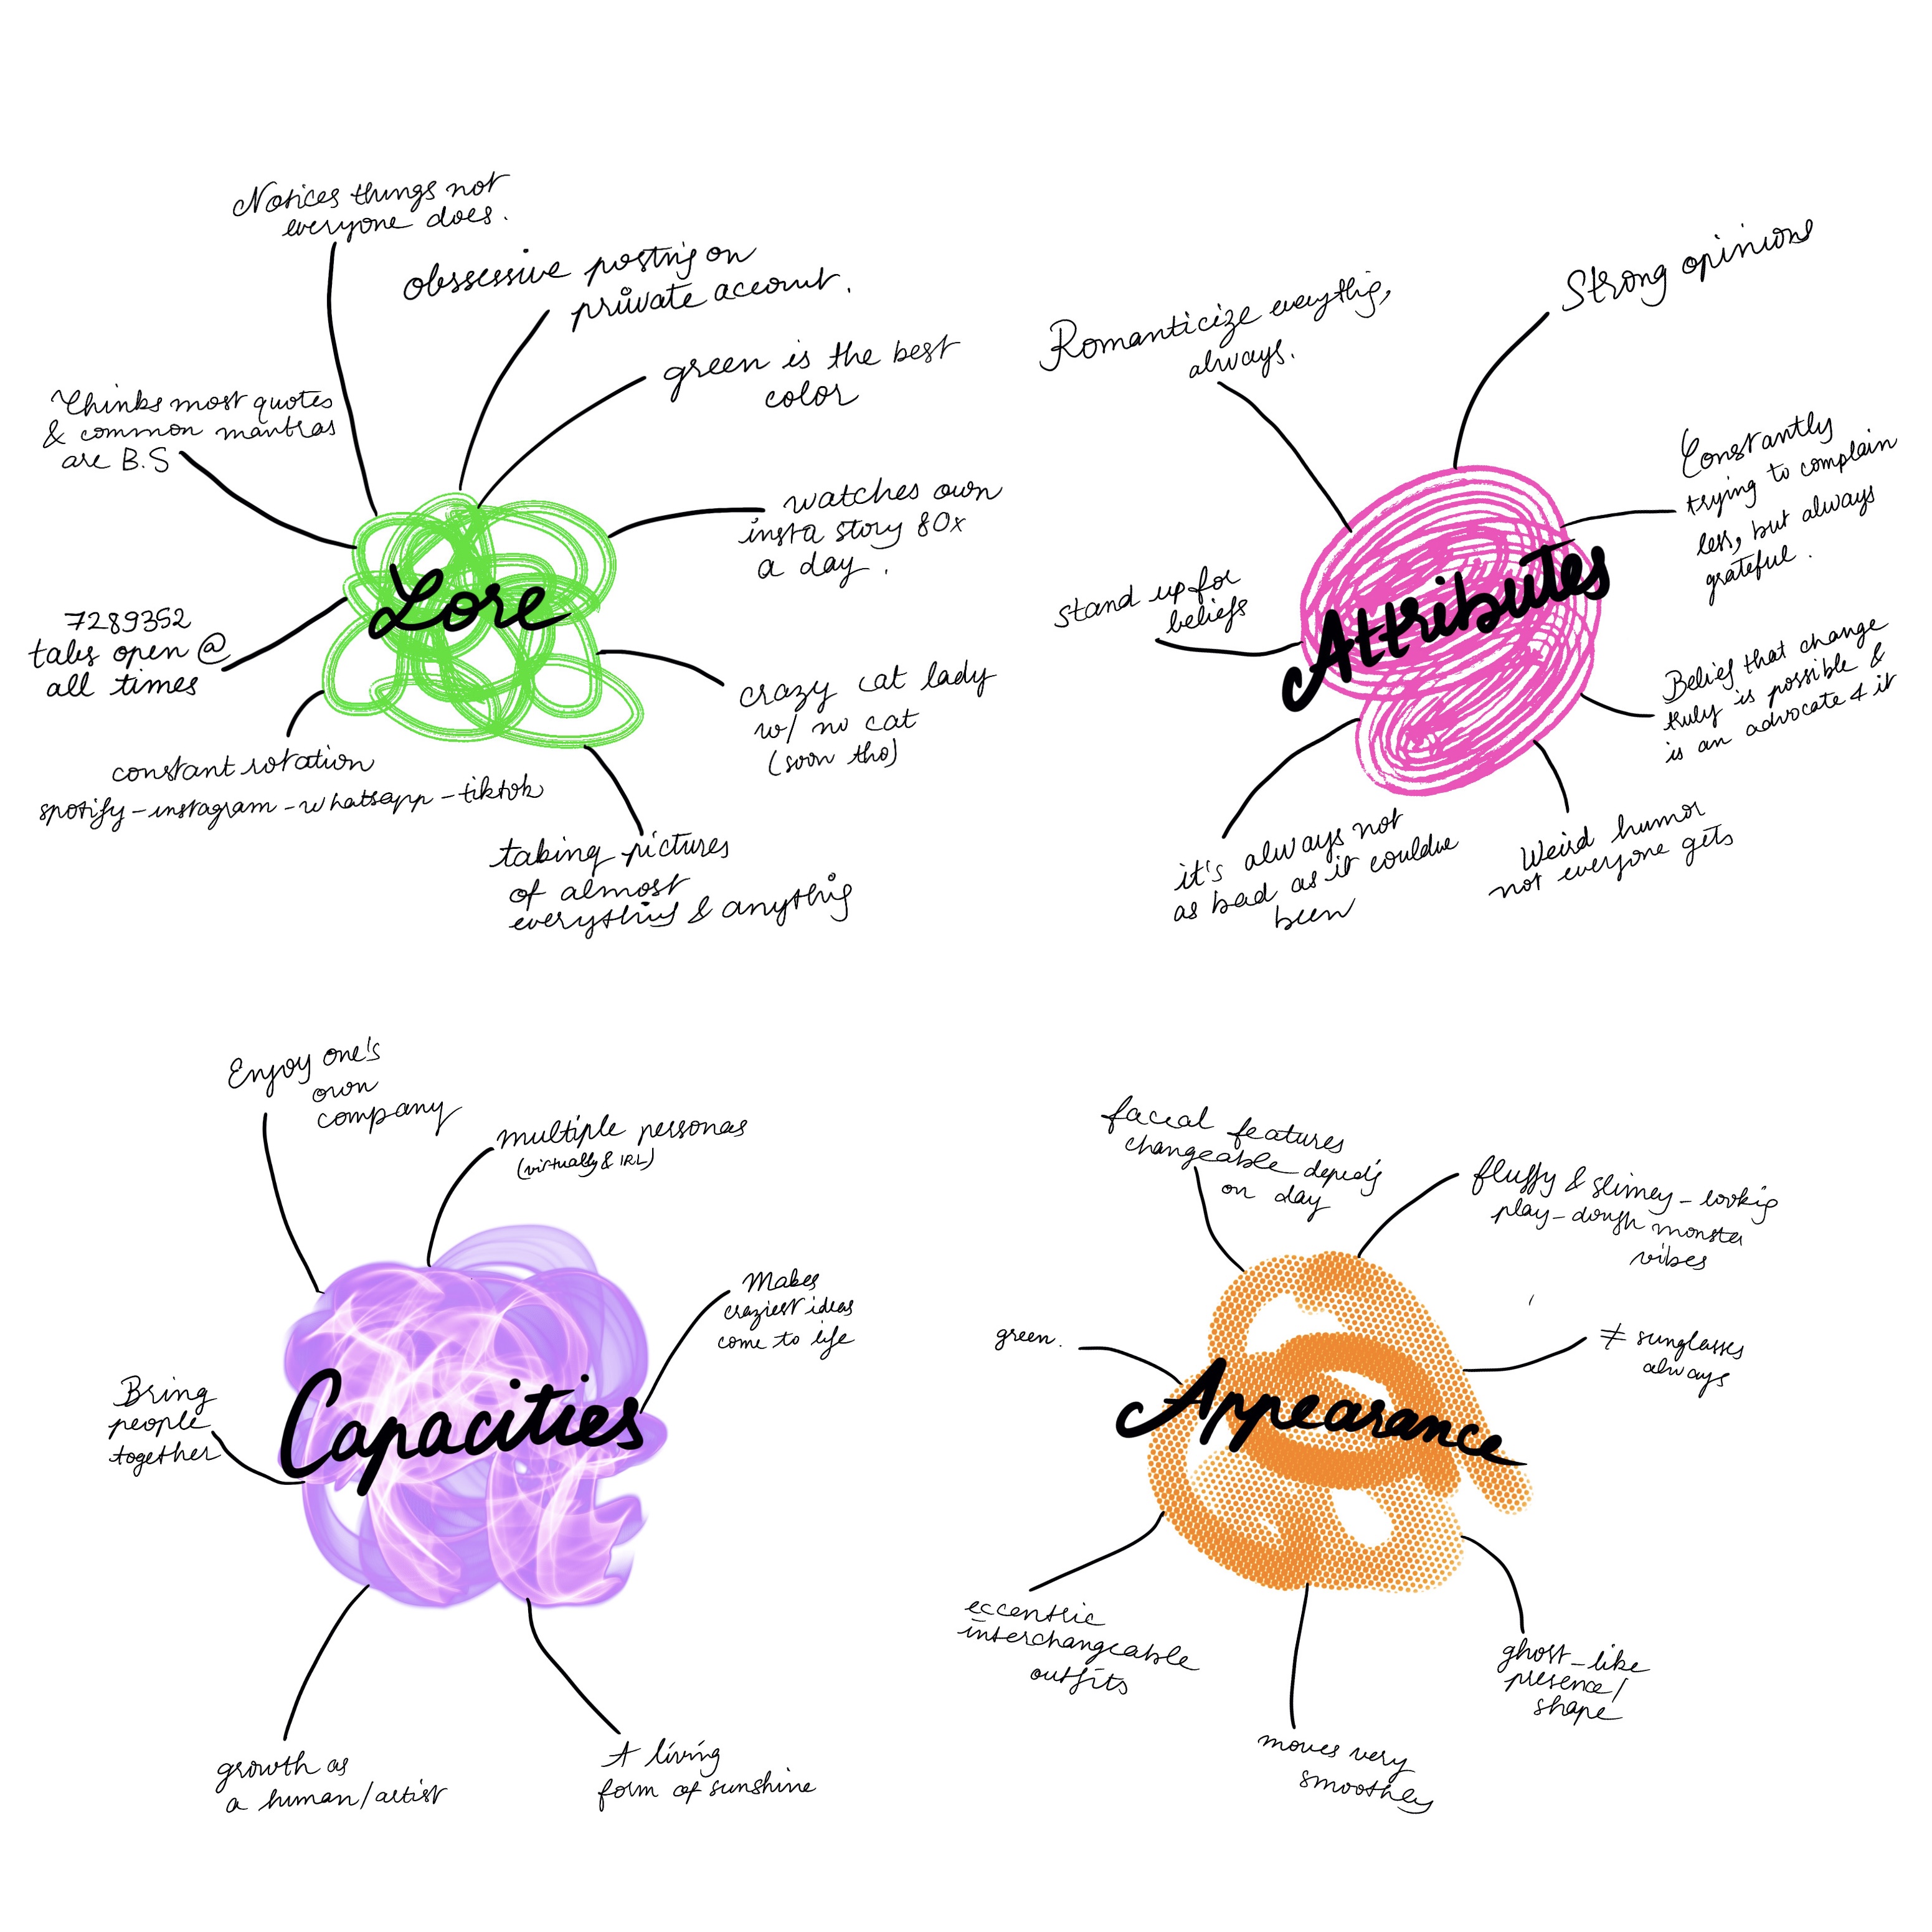 Notices things not
everyone does.
obssessive posting on
private account.
green is the best
color
Thinks most quotes
& common mantras
are B.S
watches own
insta story 80x
a day.
Lore
7289352
tabs open @
all times
crazy cat lady
w/ no cat
(soon tho)
constant rotation
spotify-instagram-whatsapp-tiktok
taking pictures
of almost
everything & anything
Strong opinions
Romanticize everything,
always.
Constantly
trying to complain
less, but always
grateful.
stand up for
beliefs
Attributes
Belief that change
truly is possible &
is an advocate 4 it
it's always not
as bad as it couldve
been
Weird humor
not everyone gets
Enjoy one's
own
company
multiple personas
(virtually & IRL)
Makes
craziest ideas
come to life
Bring
people
together
Capacities
growth as
a human/artist
A living
form of sunshine
facial features
changeable depend'g
on day
fluffy & slimey-looking
play-dough monster
vibes
green.
≠ sunglasses
always
Appearance
eccentric
interchangeable
outfits
ghost-like
presence/
shape
moves very
smoothley